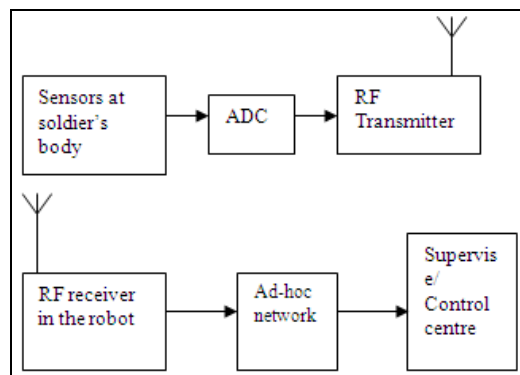 Sensors at
soldier's
body
ADC
RF
Transmitter
RF receiver
in the robot
Ad-hoc
network
Supervis
e/
Control
centre